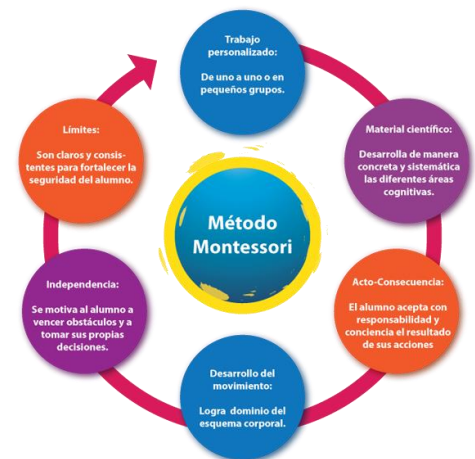 Trabajo
personalizado:
De uno a uno o en
pequeños grupos.
Material científico:
Desarrolla de manera
concreta y sistemática
las diferentes áreas
cognitivas.
Acto-Consecuencia:
El alumno acepta con
responsabilidad y
conciencia el resultado
de sus acciones
Desarrollo del
movimiento:
Logra dominio del
esquema corporal.
Independencia:
Se motiva al alumno a
vencer obstáculos y a
tomar sus propias
decisiones.
Límites:
Son claros y consis-
tentes para fortalecer la
seguridad del alumno.
Método
Montessori